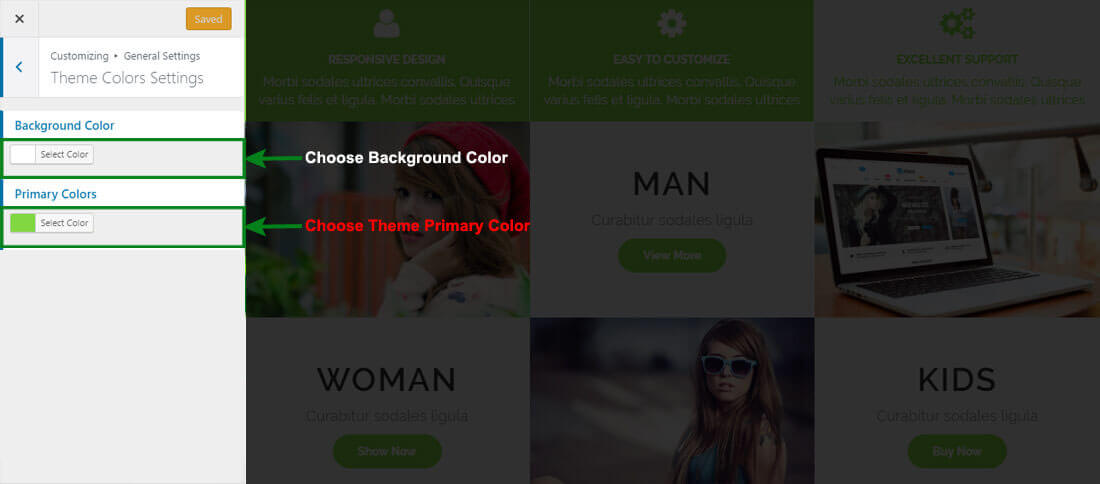 Saved
Customizing ▸ General Settings
Theme Colors Settings
Background Color
Select Color
Primary Colors
Select Color
Choose Background Color
Choose Theme Primary Color
RESPONSIVE DESIGN
Morbi sodales ultrices convallis. Quisque
varius felis et ligula. Morbi sodales ultrices
EASY TO CUSTOMIZE
Morbi sodales ultrices convallis. Quisque
varius felis et ligula. Morbi sodales ultrices
EXCELLENT SUPPORT
Morbi sodales ultrices convallis. Quisque
varius felis et ligula. Morbi sodales ultrices
MAN
Curabitur sodales ligula
View More
WOMAN
Curabitur sodales ligula
Show Now
KIDS
Curabitur sodales ligula
Buy Now